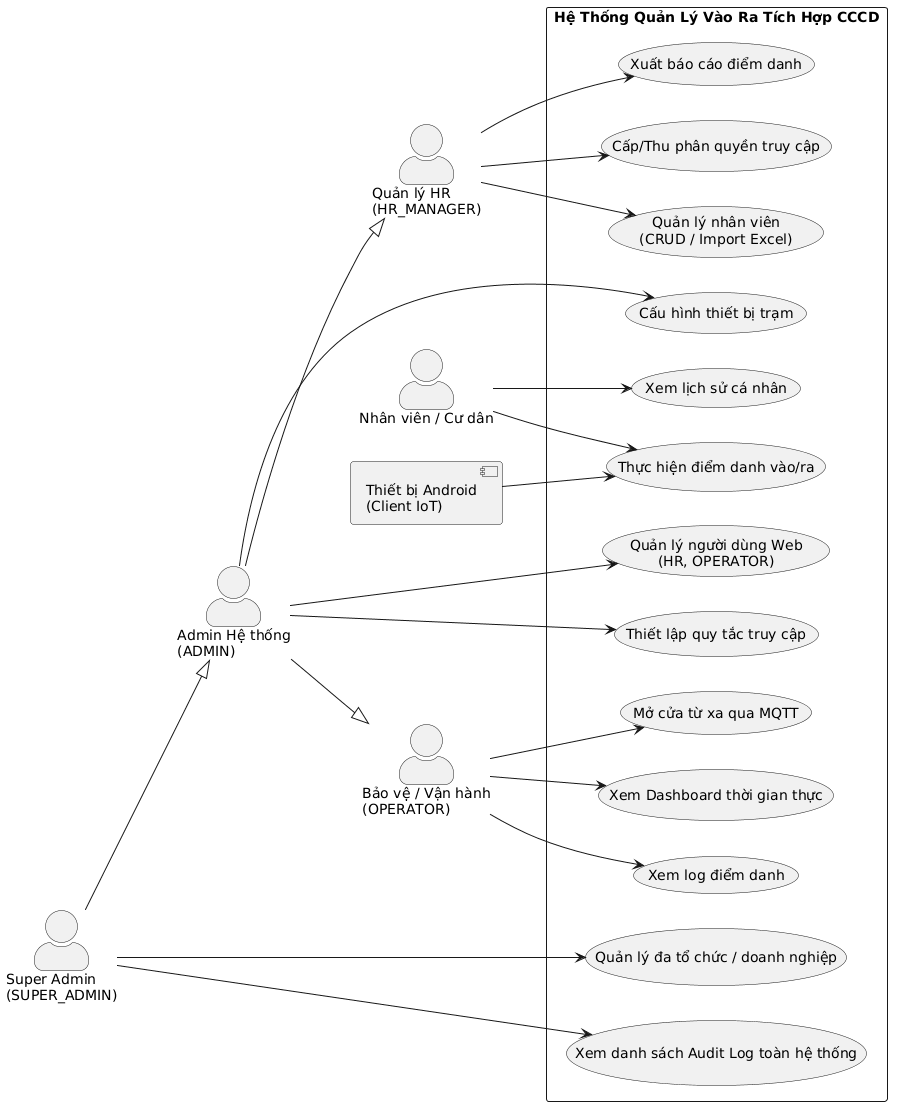 Hệ Thống Quản Lý Vào Ra Tích Hợp CCCD
Xuất báo cáo điểm danh
Cấp/Thu phân quyền truy cập
Quản lý HR
(HR_MANAGER)
Quản lý nhân viên
(CRUD / Import Excel)
Cấu hình thiết bị trạm
Xem lịch sử cá nhân
Nhân viên / Cư dân
Thực hiện điểm danh vào/ra
Thiết bị Android
(Client IoT)
Quản lý người dùng Web
(HR, OPERATOR)
Admin Hệ thống
(ADMIN)
Thiết lập quy tắc truy cập
Mở cửa từ xa qua MQTT
Bảo vệ / Vận hành
(OPERATOR)
Xem Dashboard thời gian thực
Xem log điểm danh
Quản lý đa tổ chức / doanh nghiệp
Super Admin
(SUPER_ADMIN)
Xem danh sách Audit Log toàn hệ thống